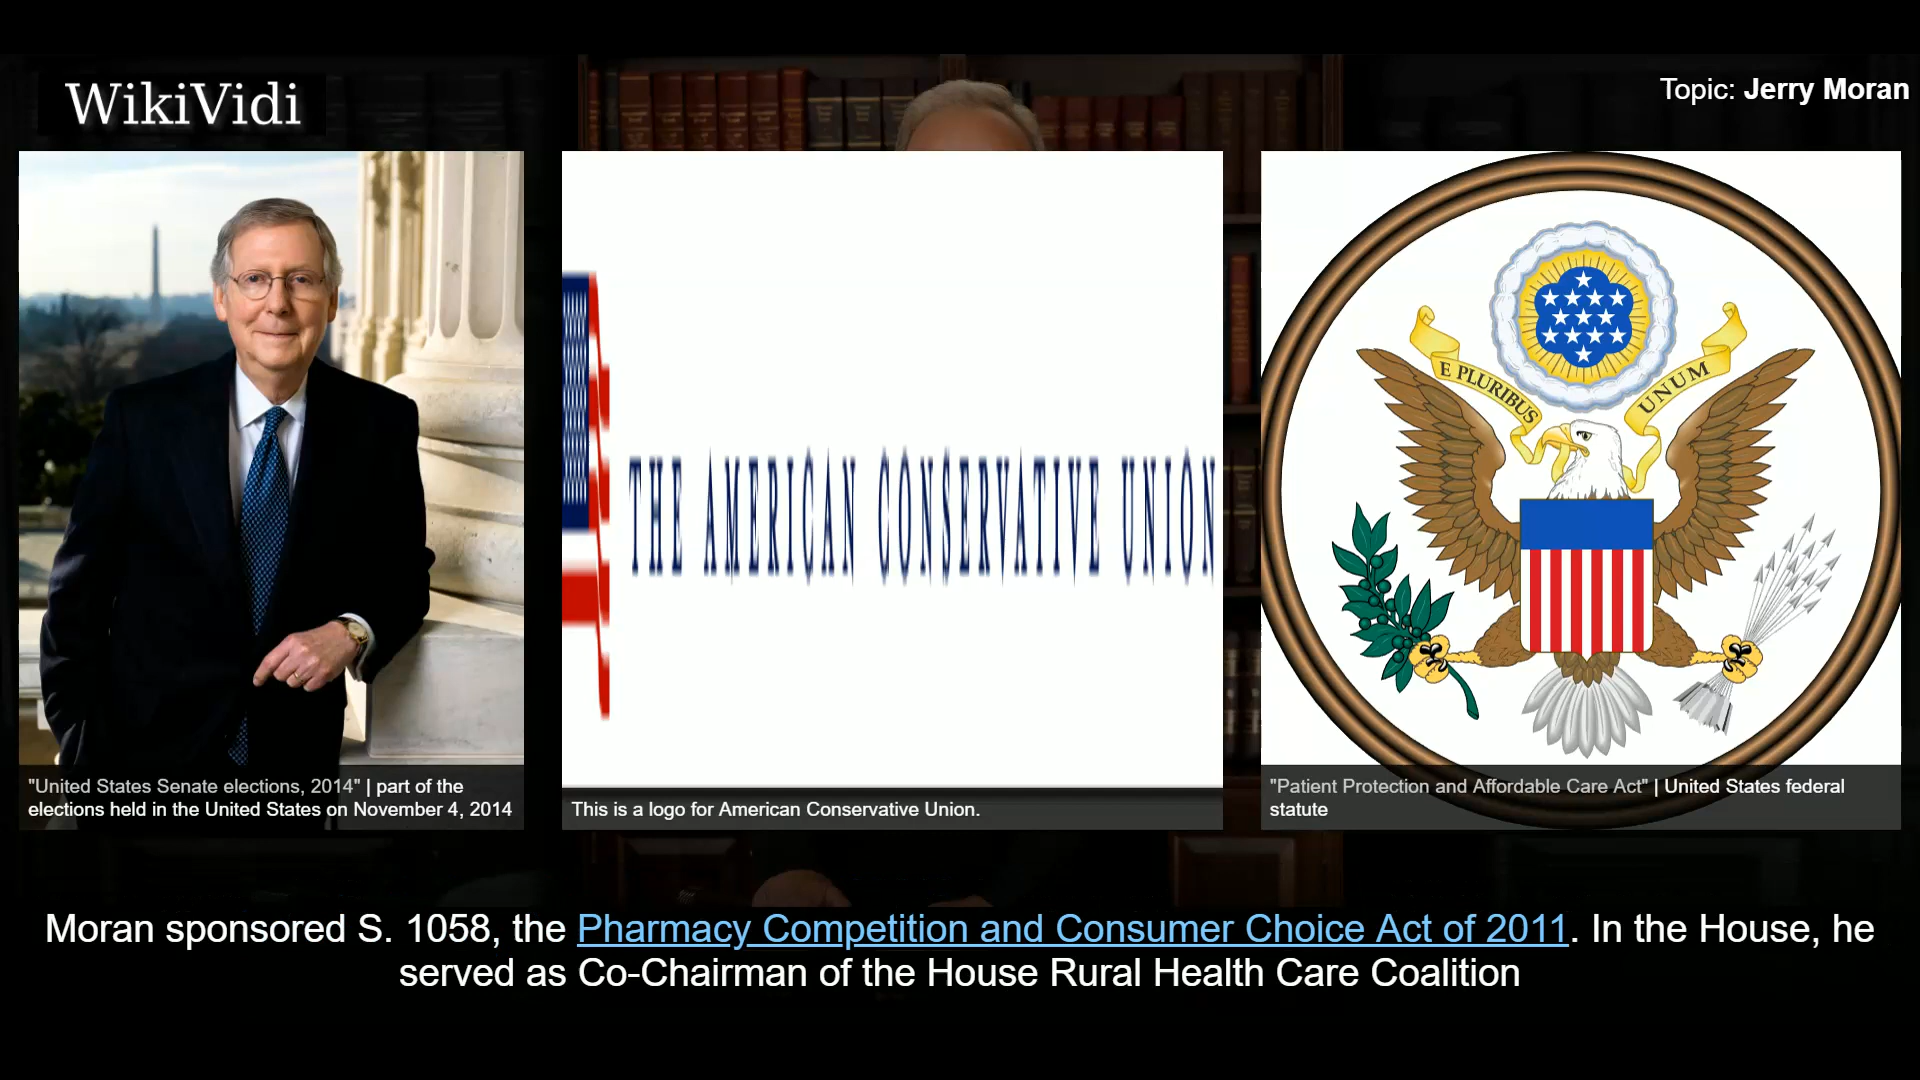 WikiVidi
Topic: Jerry Moran
"United States Senate elections, 2014" | part of the
elections held in the United States on November 4, 2014
THE AMERICAN CONSERVATIVE UNION
This is a logo for American Conservative Union.
E PLURIBUS UNUM
"Patient Protection and Affordable Care Act" | United States federal
statute
Moran sponsored S. 1058, the Pharmacy Competition and Consumer Choice Act of 2011. In the House, he
served as Co-Chairman of the House Rural Health Care Coalition